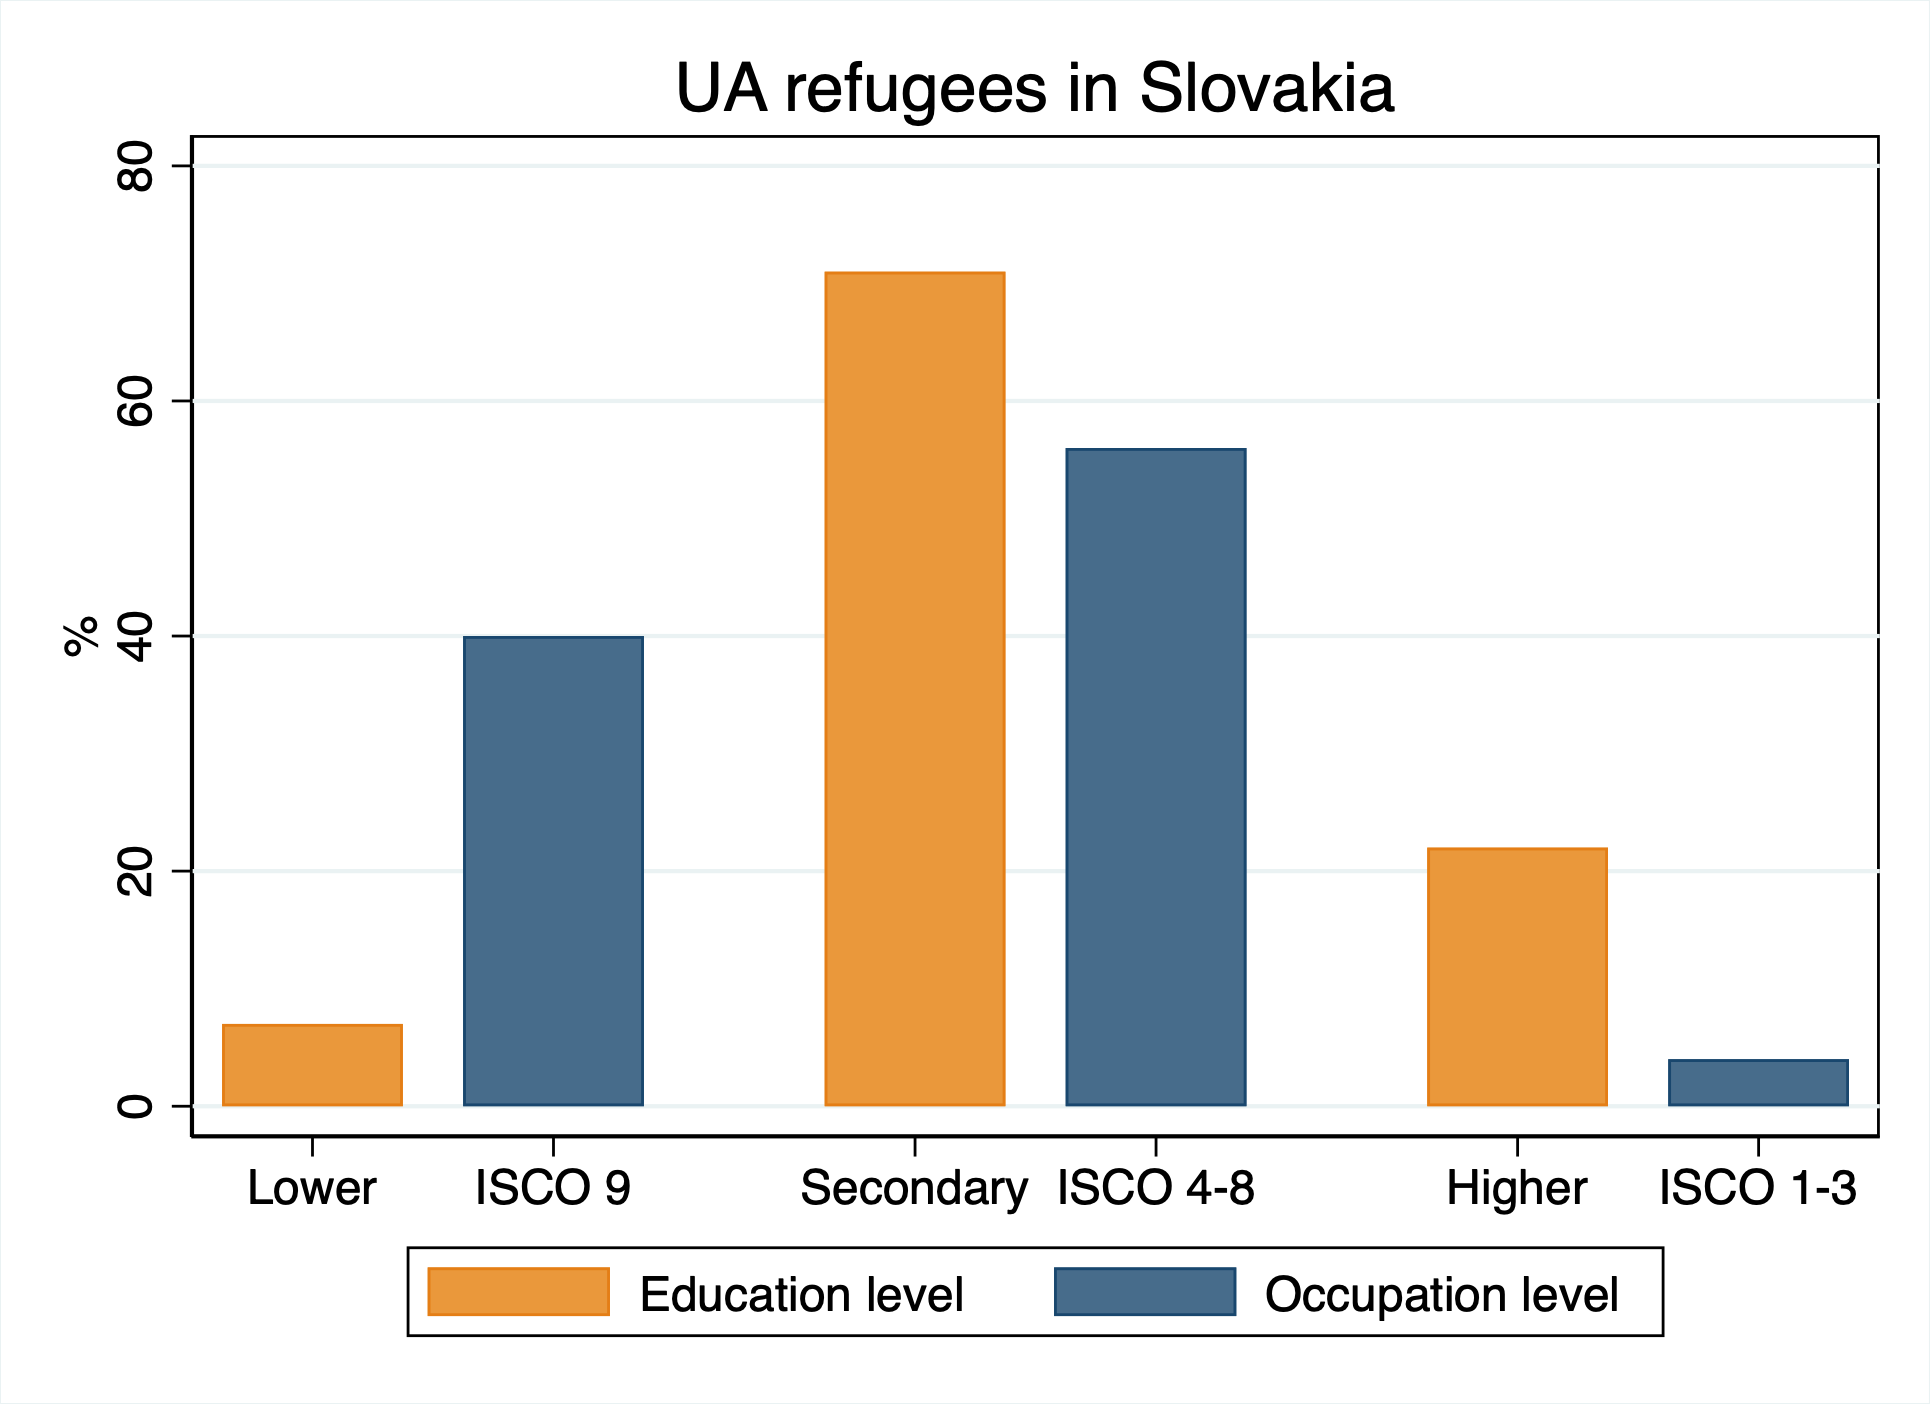 UA refugees in Slovakia
80
60
40
20
0
%
Lower
ISCO 9
Secondary
ISCO 4-8
Higher
ISCO 1-3
Education level
Occupation level